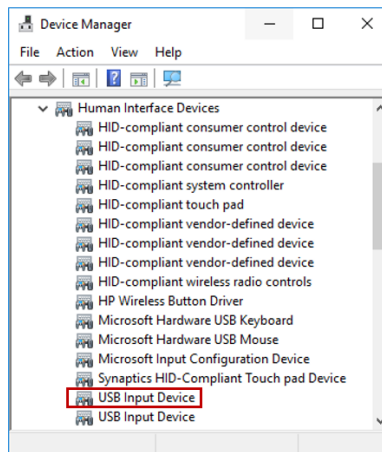 Device Manager
File Action View Help
Human Interface Devices
HID-compliant consumer control device
HID-compliant consumer control device
HID-compliant consumer control device
HID-compliant system controller
HID-compliant touch pad
HID-compliant vendor-defined device
HID-compliant vendor-defined device
HID-compliant vendor-defined device
HID-compliant wireless radio controls
HP Wireless Button Driver
Microsoft Hardware USB Keyboard
Microsoft Hardware USB Mouse
Microsoft Input Configuration Device
Synaptics HID-Compliant Touch pad Device
USB Input Device
USB Input Device